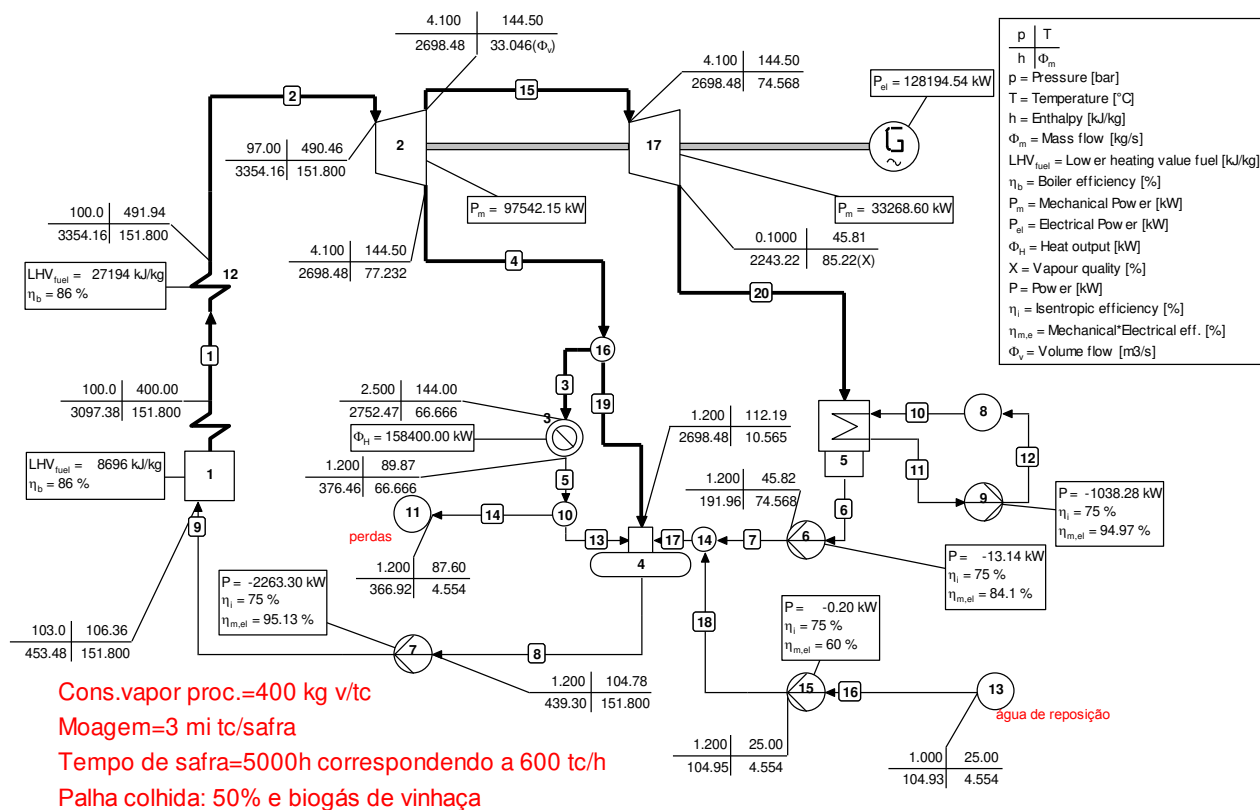 4.100 144.50
2698.48 33.046(Φv)
p T
h Φm
p = Pressure [bar]
T = Temperature [°C]
h = Enthalpy [kJ/kg]
Φm = Mass flow [kg/s]
LHVfuel = Lower heating value fuel [kJ/kg]
ηb = Boiler efficiency [%]
Pm = Mechanical Power [kW]
Pel = Electrical Power [kW]
ΦH = Heat output [kW]
X = Vapour quality [%]
P = Power [kW]
ηi = Isentropic efficiency [%]
ηm,e = Mechanical*Electrical eff. [%]
Φv = Volume flow [m3/s]
4.100 144.50
2698.48 74.568
Pel = 128194.54 kW
2
15
G
~
2
17
97.00 490.46
3354.16 151.800
Pm = 97542.15 kW
Pm = 33268.60 kW
100.0 491.94
3354.16 151.800
4.100 144.50
2698.48 77.232
0.1000 45.81
2243.22 85.22(X)
4
20
LHVfuel = 27194 kJ/kg
ηb = 86 %
12
1
16
3
19
100.0 400.00
3097.38 151.800
2.500 144.00
2752.47 66.666
3
ΦH = 158400.00 kW
1.200 112.19
2698.48 10.565
10
8
5
11
12
9
LHVfuel = 8696 kJ/kg
ηb = 86 %
1
1.200 89.87
376.46 66.666
5
1.200 45.82
191.96 74.568
6
P = -1038.28 kW
ηi = 75 %
ηm,el = 94.97 %
9
11
14
10
perdas
13
17
14
7
6
4
1.200 87.60
366.92 4.554
P = -13.14 kW
ηi = 75 %
ηm,el = 84.1 %
P = -2263.30 kW
ηi = 75 %
ηm,el = 95.13 %
P = -0.20 kW
ηi = 75 %
ηm,el = 60 %
18
103.0 106.36
453.48 151.800
7
8
15
16
13
água de reposição
1.200 104.78
439.30 151.800
1.200 25.00
104.95 4.554
1.000 25.00
104.93 4.554
Cons.vapor proc.=400 kg v/tc
Moagem=3 mi tc/safra
Tempo de safra=5000h correspondendo a 600 tc/h
Palha colhida: 50% e biogás de vinhaça